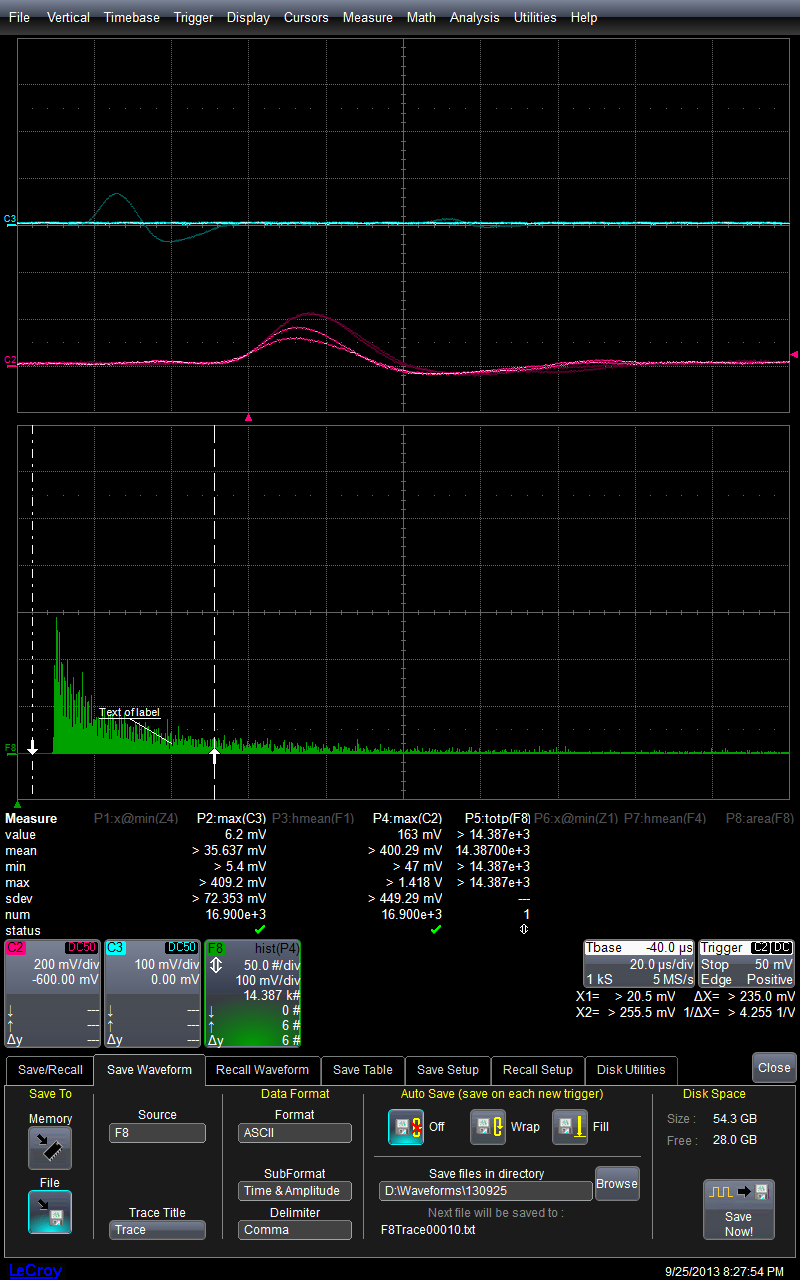 File Vertical Timebase Trigger Display Cursors Measure Math Analysis Utilities Help
C3
C2
Text of label
F8
Measure P1:x@min(Z4) P2:max(C3) P3:hmean(F1) P4:max(C2) P5:totp(F8) P6:x@min(Z1) P7:hmean(F4) P8:area(F8)
value 6.2 mV 163 mV > 14.387e+3
mean > 35.637 mV > 400.29 mV 14.38700e+3
min > 5.4 mV > 47 mV > 14.387e+3
max > 409.2 mV > 1.418 V > 14.387e+3
sdev > 72.353 mV > 449.29 mV ---
num 16.900e+3 16.900e+3 1
status
C2 DC50 C3 DC50 F8 hist(P4) Tbase -40.0 µs Trigger C2 DC
200 mV/div 100 mV/div 50.0 #/div 20.0 µs/div Stop 50 mV
-600.00 mV 0.00 mV 100 mV/div 1 kS 5 MS/s Edge Positive
14.387 k#
↓ --- ↓ --- ↓ 0 # X1= > 20.5 mV ΔX= > 235.0 mV
↑ --- ↑ --- ↑ 6 # X2= > 255.5 mV 1/ΔX= > 4.255 1/V
Δy --- Δy --- Δy 6 #
Save/Recall Save Waveform Recall Waveform Save Table Save Setup Recall Setup Disk Utilities Close
Save To Data Format Auto Save (save on each new trigger) Disk Space
Memory Source Format Off Wrap Fill Size : 54.3 GB
F8 ASCII Free : 28.0 GB
File SubFormat Save files in directory
Time & Amplitude D:\Waveforms\130925 Browse
Trace Title Delimiter Next file will be saved to :
Trace Comma F8Trace00010.txt
Save
Now!
LeCroy 9/25/2013 8:27:54 PM